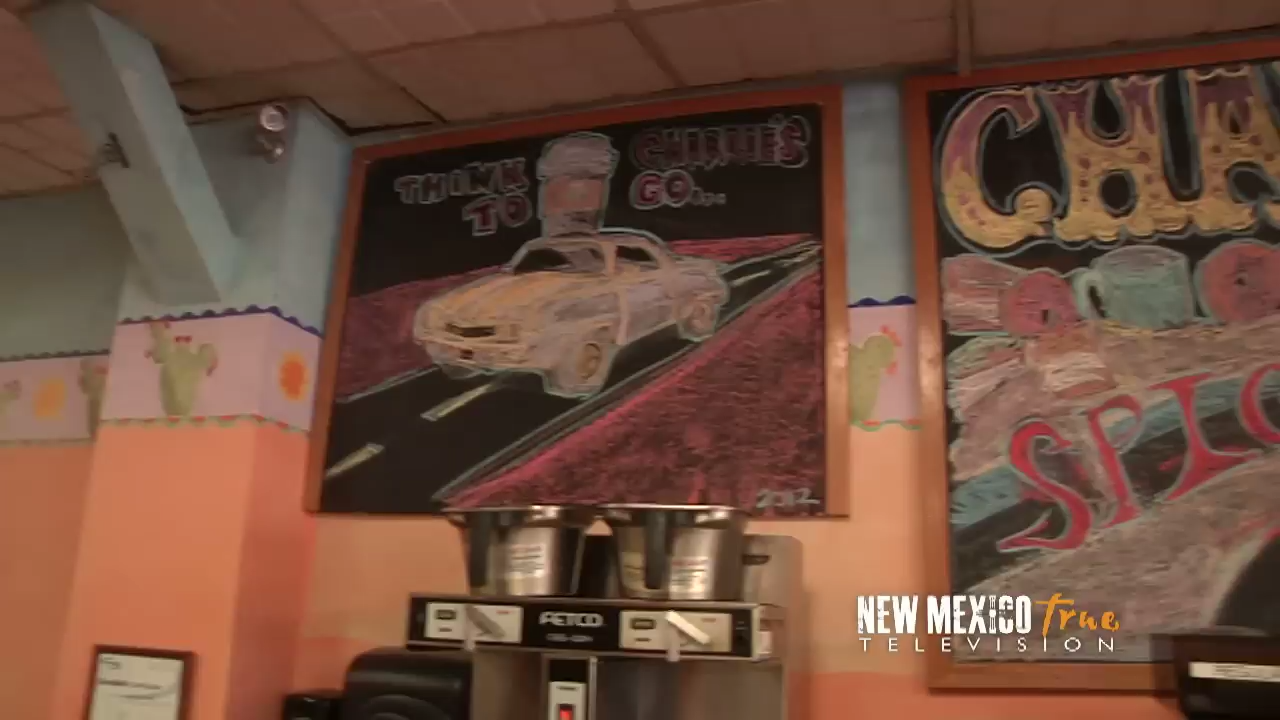 THINK
TO
CHARLIE'S
GO...
2012
CHA
SPIC
FETCO
NEW MEXICO True
TELEVISION